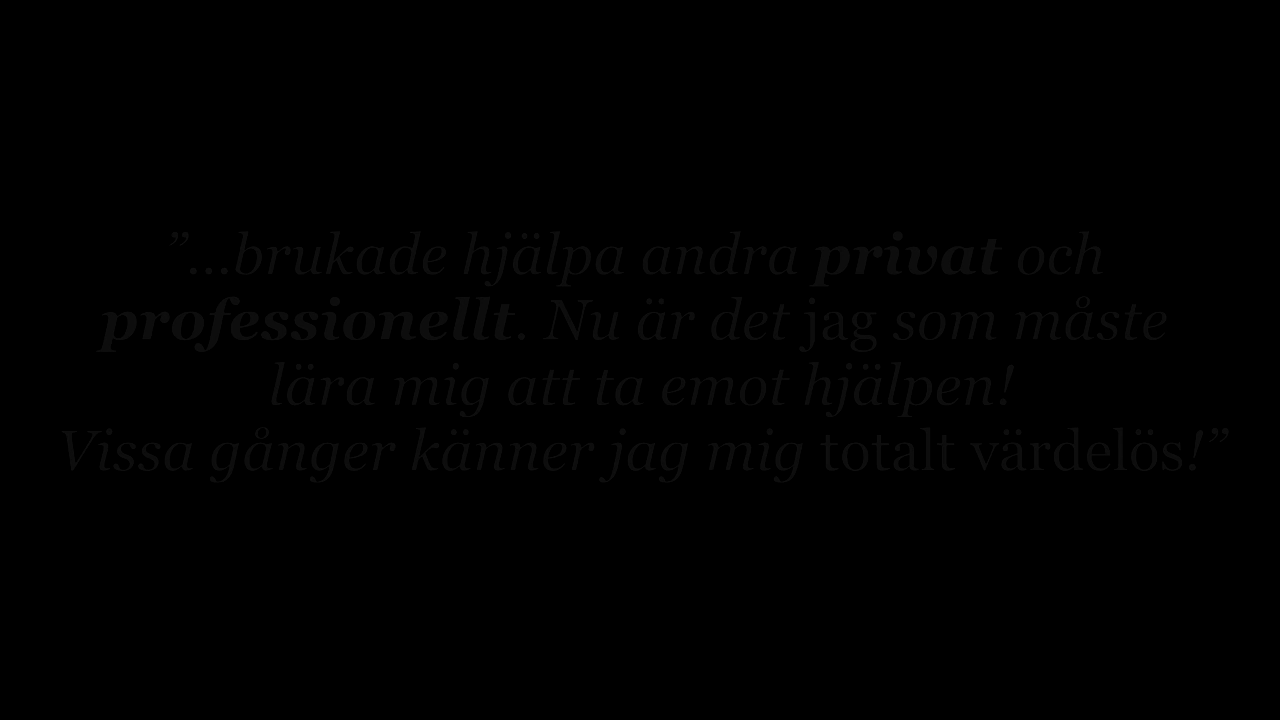 ”...brukade hjälpa andra privat och
professionellt. Nu är det jag som måste
lära mig att ta emot hjälpen!
Vissa gånger känner jag mig totalt värdelös!”